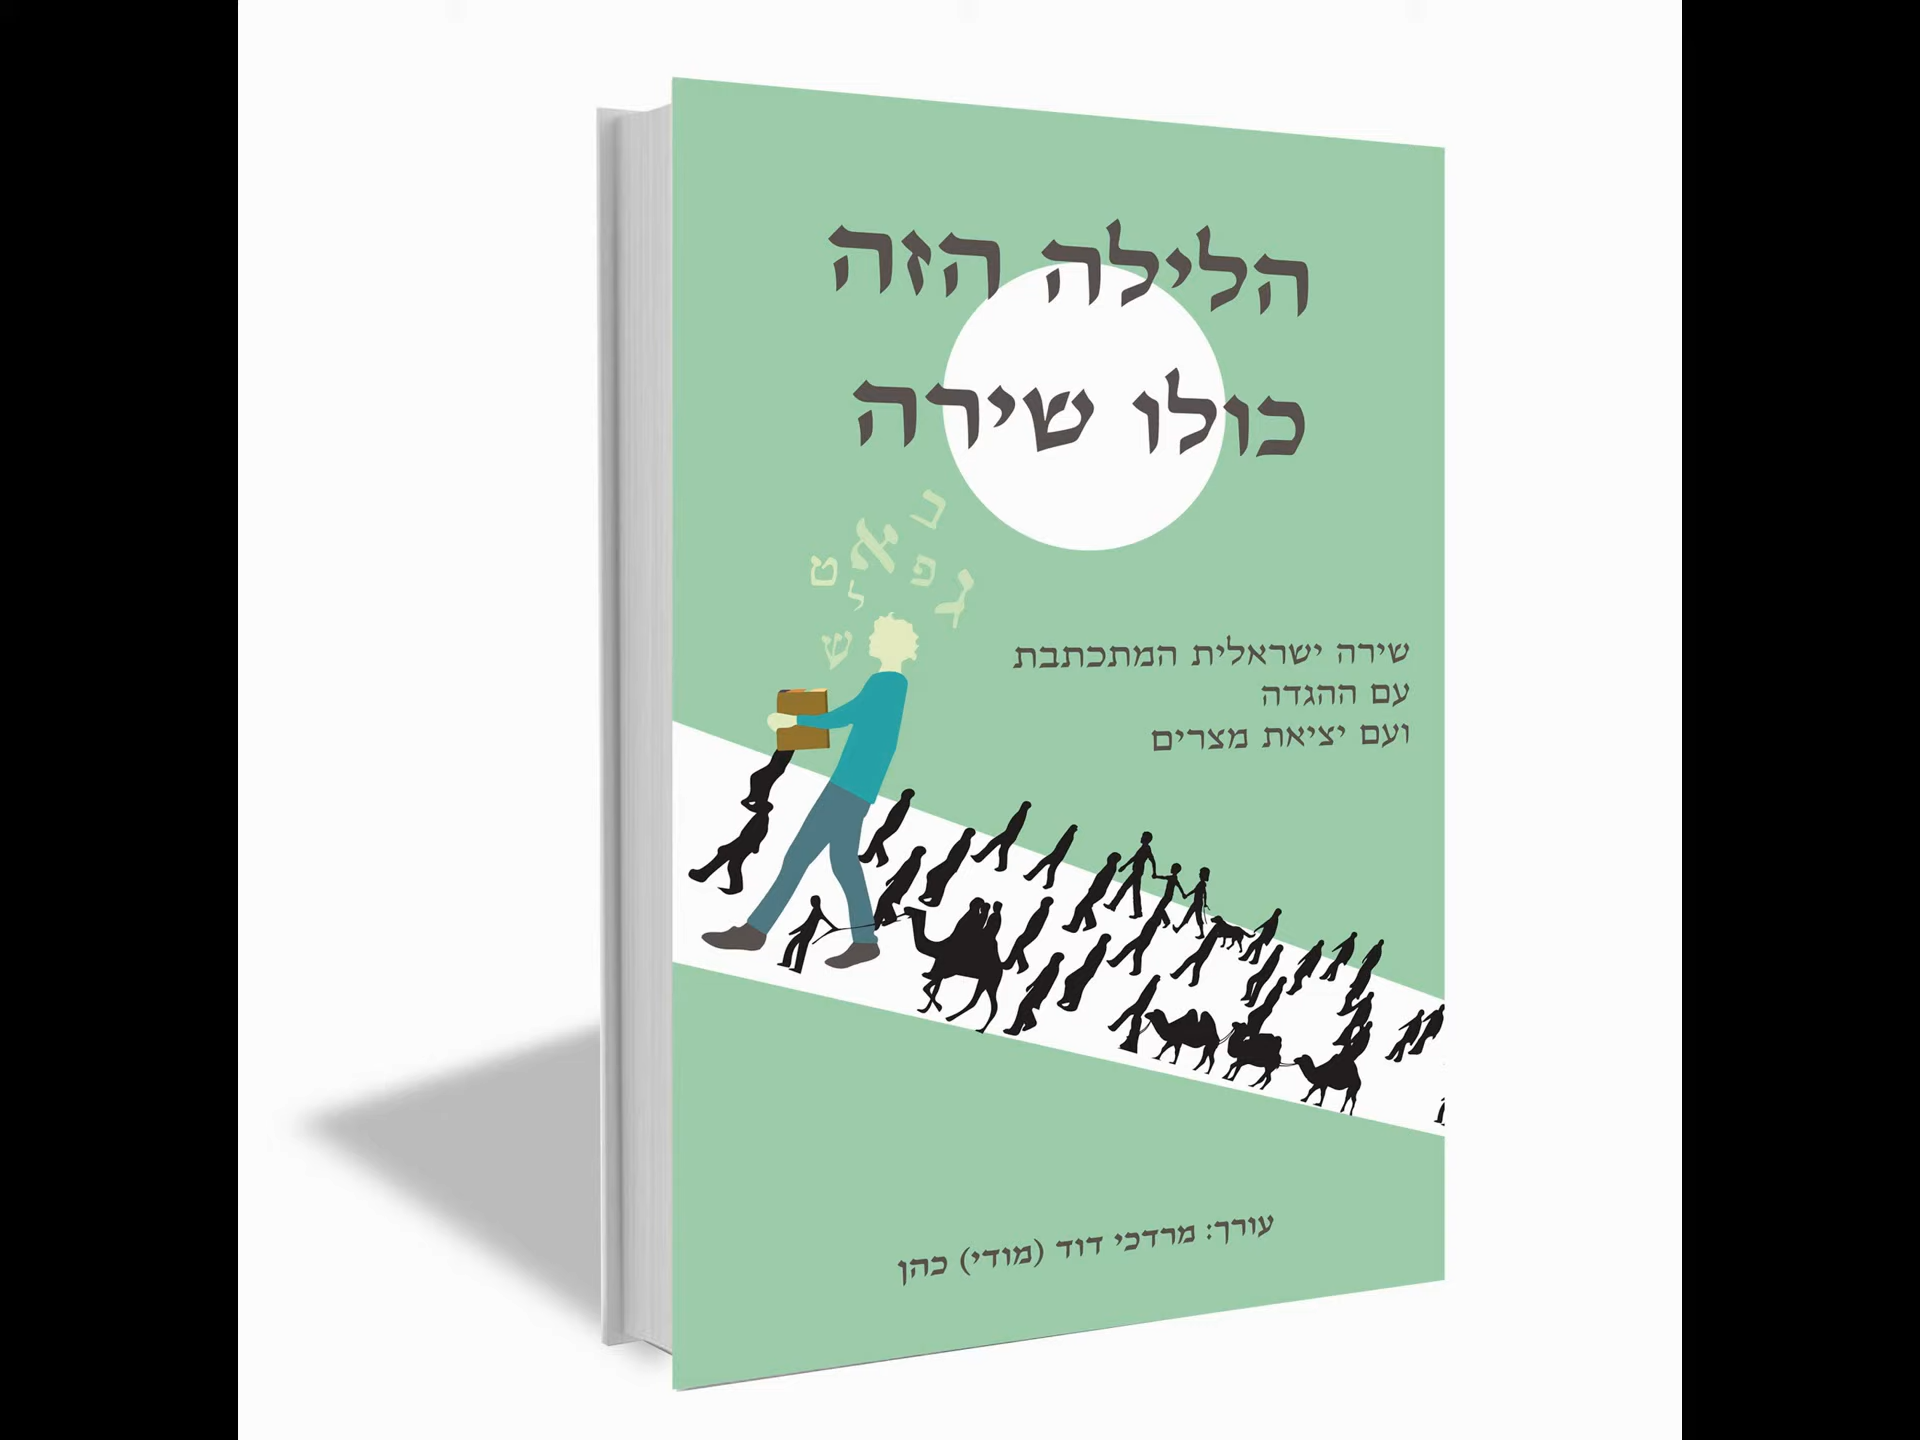 הלילה הזה
כולו שירה
ב
א
ט
פ
ג
ל
ש
שירה ישראלית המתכתבת
עם ההגדה
ועם יציאת מצרים
עורך: מרדכי דוד (מודי) כהן